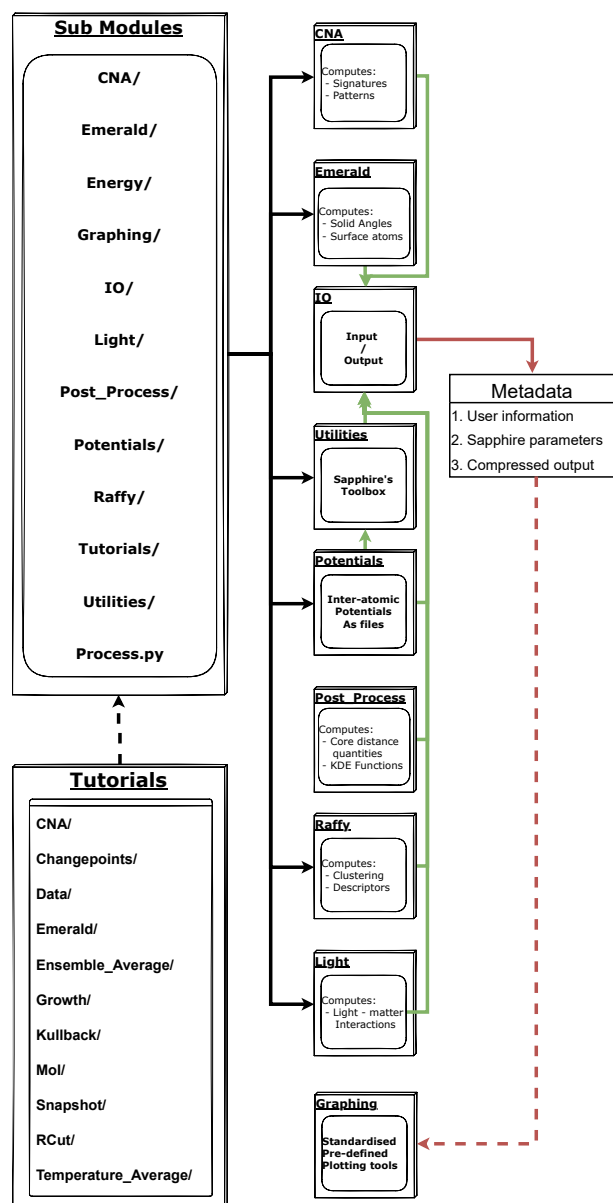 Sub Modules
CNA/
Emerald/
Energy/
Graphing/
IO/
Light/
Post_Process/
Potentials/
Raffy/
Tutorials/
Utilities/
Process.py
Tutorials
CNA/
Changepoints/
Data/
Emerald/
Ensemble_Average/
Growth/
Kullback/
Mol/
Snapshot/
RCut/
Temperature_Average/
CNA
Computes:
- Signatures
- Patterns
Emerald
Computes:
- Solid Angles
- Surface atoms
IO
Input
/
Output
Utilities
Sapphire's
Toolbox
Potentials
Inter-atomic
Potentials
As files
Post_Process
Computes:
- Core distance
quantities
- KDE Functions
Raffy
Computes:
- Clustering
- Descriptors
Light
Computes:
- Light - matter
Interactions
Graphing
Standardised
Pre-defined
Plotting tools
Metadata
1. User information
2. Sapphire parameters
3. Compressed output